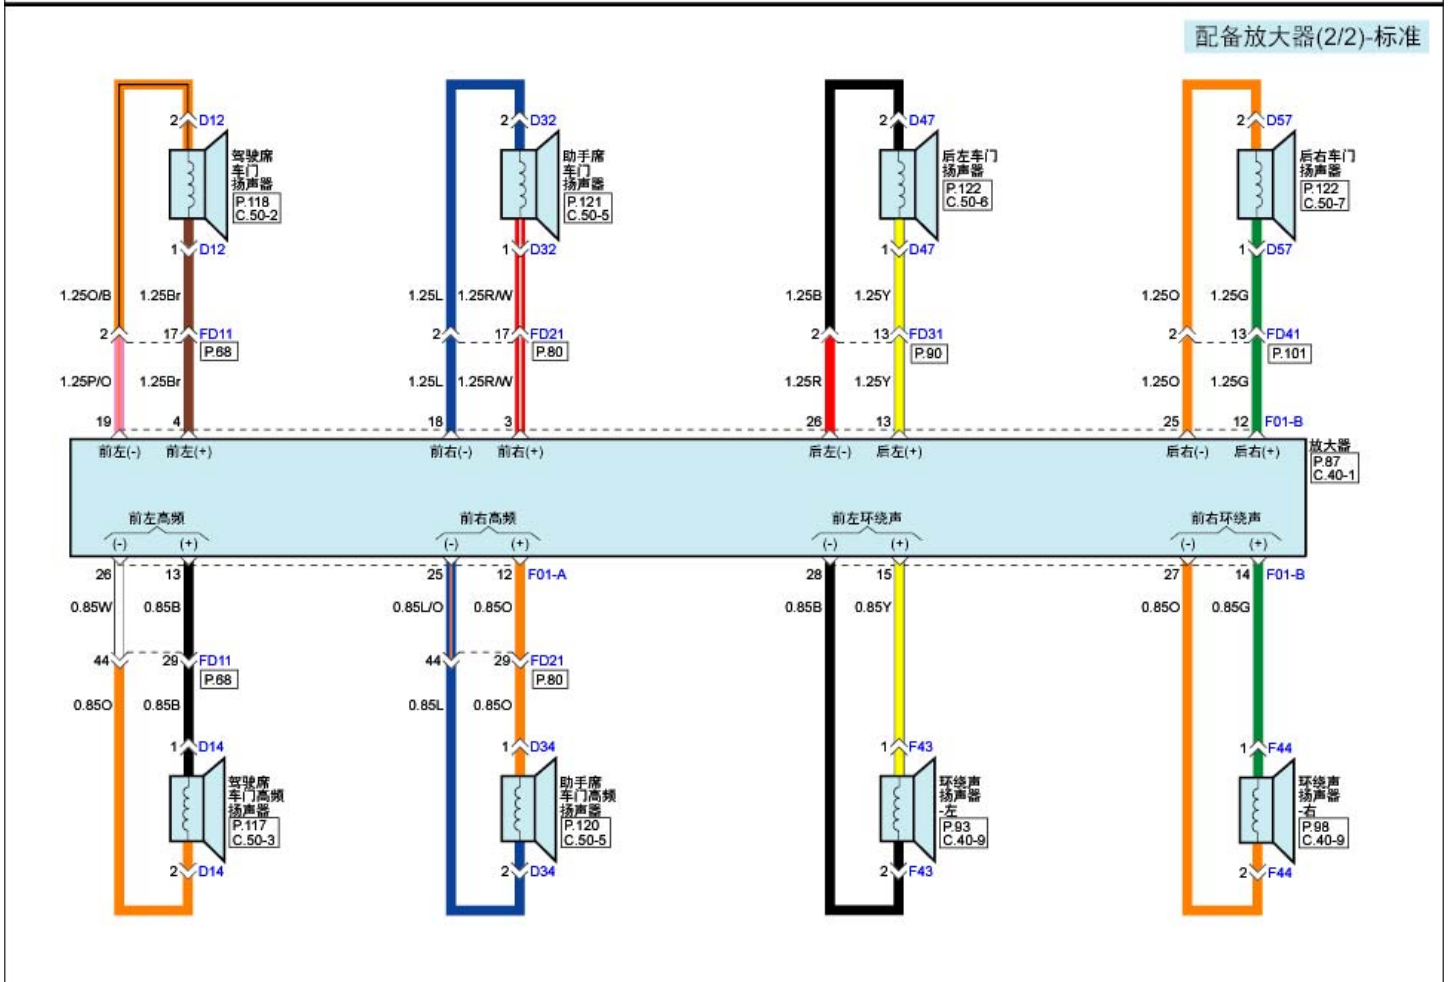 配备放大器(2/2)-标准
2 D12
2 D32
2 D47
2 D57
驾驶席
车门
扬声器
P.118
C.50-2
助手席
车门
扬声器
P.121
C.50-5
后左车门
扬声器
P.122
C.50-6
后右车门
扬声器
P.122
C.50-7
1 D12
1 D32
1 D47
1 D57
1.25O/B 1.25Br 1.25L 1.25R/W 1.25B 1.25Y 1.25O 1.25G
2 17 FD11 2 17 FD21 2 13 FD31 2 13 FD41
P.68 P.80 P.90 P.101
1.25P/O 1.25Br 1.25L 1.25R/W 1.25R 1.25Y 1.25O 1.25G
19 4 18 3 26 13 25 12 F01-B
前左(-) 前左(+) 前右(-) 前右(+) 后左(-) 后左(+) 后右(-) 后右(+)
放大器
P.87
C.40-1
前左高频 前右高频 前左环绕声 前右环绕声
(-) (+) (-) (+) (-) (+) (-) (+)
26 13 25 12 F01-A 28 15 27 14 F01-B
0.85W 0.85B 0.85L/O 0.85O 0.85B 0.85Y 0.85O 0.85G
44 29 FD11 44 29 FD21
P.68 P.80
0.85O 0.85B 0.85L 0.85O
1 D14 1 D34 1 F43 1 F44
驾驶席
车门高频
扬声器
P.117
C.50-3
助手席
车门高频
扬声器
P.120
C.50-5
环绕声
扬声器
-左
P.93
C.40-9
环绕声
扬声器
-右
P.98
C.40-9
2 D14 2 D34 2 F43 2 F44